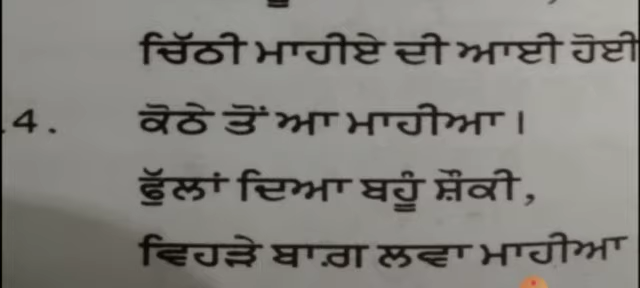 ਚਿੱਠੀ ਮਾਹੀਏ ਦੀ ਆਈ ਹੋਈ
4. ਕੋਠੇ ਤੋਂ ਆ ਮਾਹੀਆ।
ਫੁੱਲਾਂ ਦਿਆ ਬਹੂੰ ਸ਼ੌਕੀ,
ਵਿਹੜੇ ਬਾਗ਼ ਲਵਾ ਮਾਹੀਆ